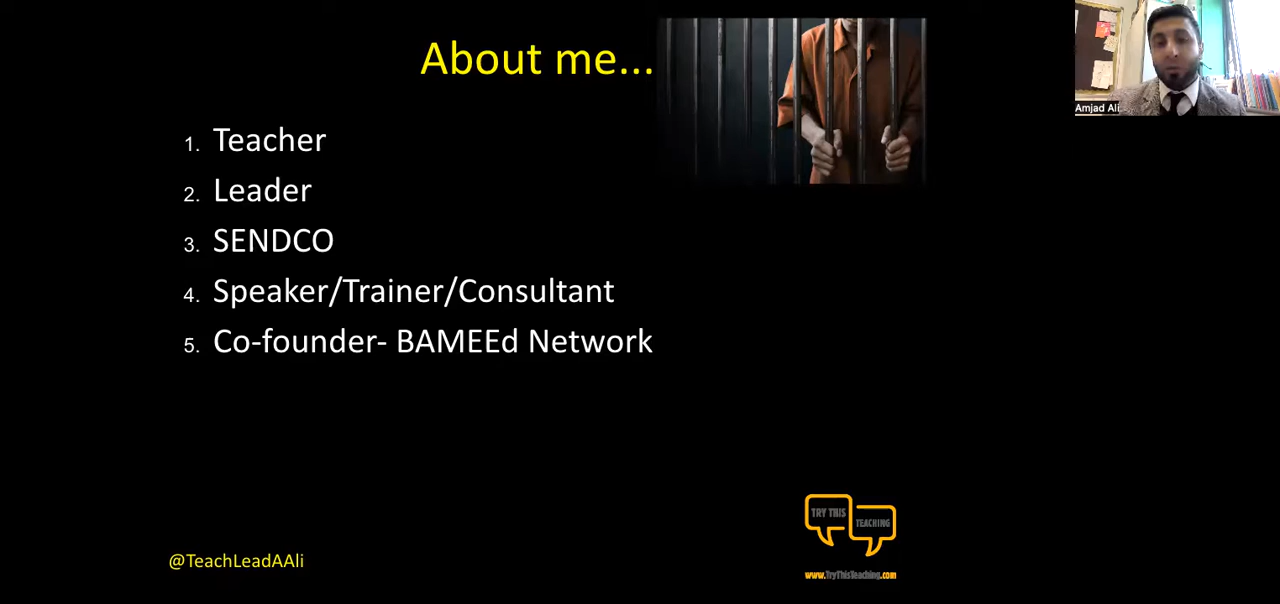 About me...
Amjad Ali
1. Teacher
2. Leader
3. SENDCO
4. Speaker/Trainer/Consultant
5. Co-founder- BAMEEd Network
TRY THIS
TEACHING
www.TryThisTeaching.com
@TeachLeadAAli